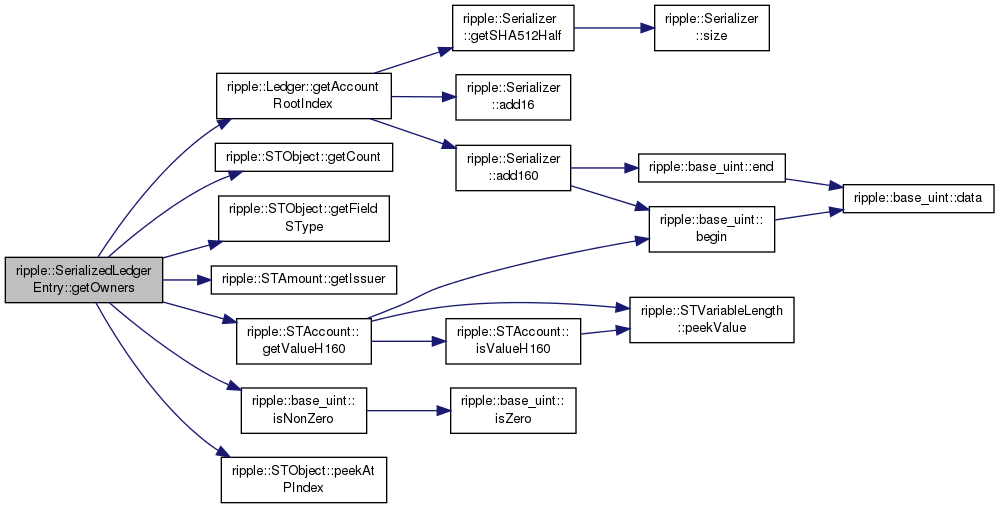 ripple::SerializedLedger
Entry::getOwners
ripple::Ledger::getAccount
RootIndex
ripple::STObject::getCount
ripple::STObject::getField
SType
ripple::STAmount::getIssuer
ripple::STAccount::
getValueH160
ripple::base_uint::
isNonZero
ripple::STObject::peekAt
PIndex
ripple::Serializer
::getSHA512Half
ripple::Serializer
::add16
ripple::Serializer
::add160
ripple::STAccount::
isValueH160
ripple::base_uint::
isZero
ripple::Serializer
::size
ripple::base_uint::end
ripple::base_uint::
begin
ripple::STVariableLength
::peekValue
ripple::base_uint::data